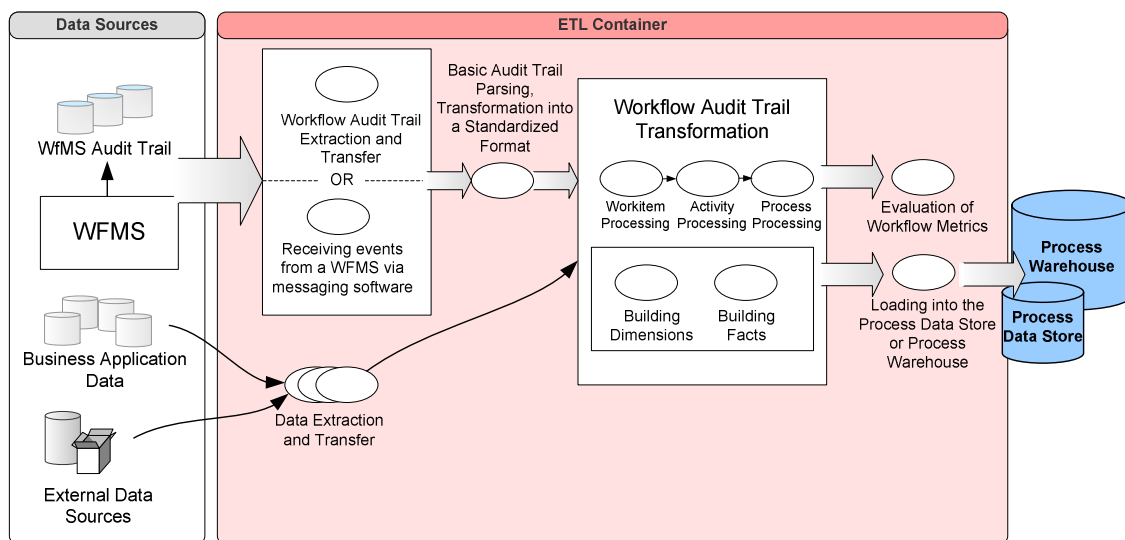 Data Sources
WfMS Audit Trail
WFMS
Business Application
Data
External Data
Sources
ETL Container
Workflow Audit Trail
Extraction and
Transfer
OR
Receiving events
from a WFMS via
messaging software
Data Extraction
and Transfer
Basic Audit Trail
Parsing,
Transformation into
a Standardized
Format
Workflow Audit Trail
Transformation
Workitem
Processing
Activity
Processing
Process
Processing
Building
Dimensions
Building
Facts
Evaluation of
Workflow Metrics
Loading into the
Process Data Store
or Process
Warehouse
Process
Warehouse
Process
Data Store